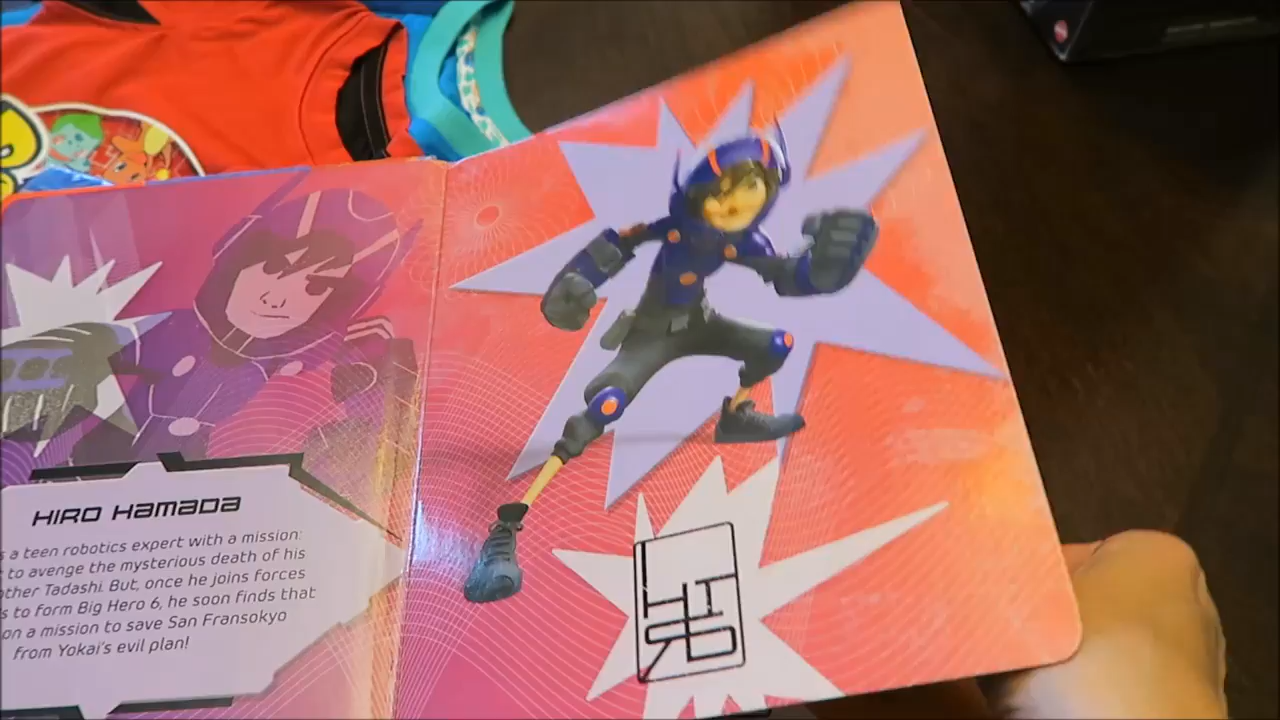 HIRO HAMADA
s a teen robotics expert with a mission:
to avenge the mysterious death of his
other Tadashi. But, once he joins forces
s to form Big Hero 6, he soon finds that
on a mission to save San Fransokyo
from Yokai's evil plan!